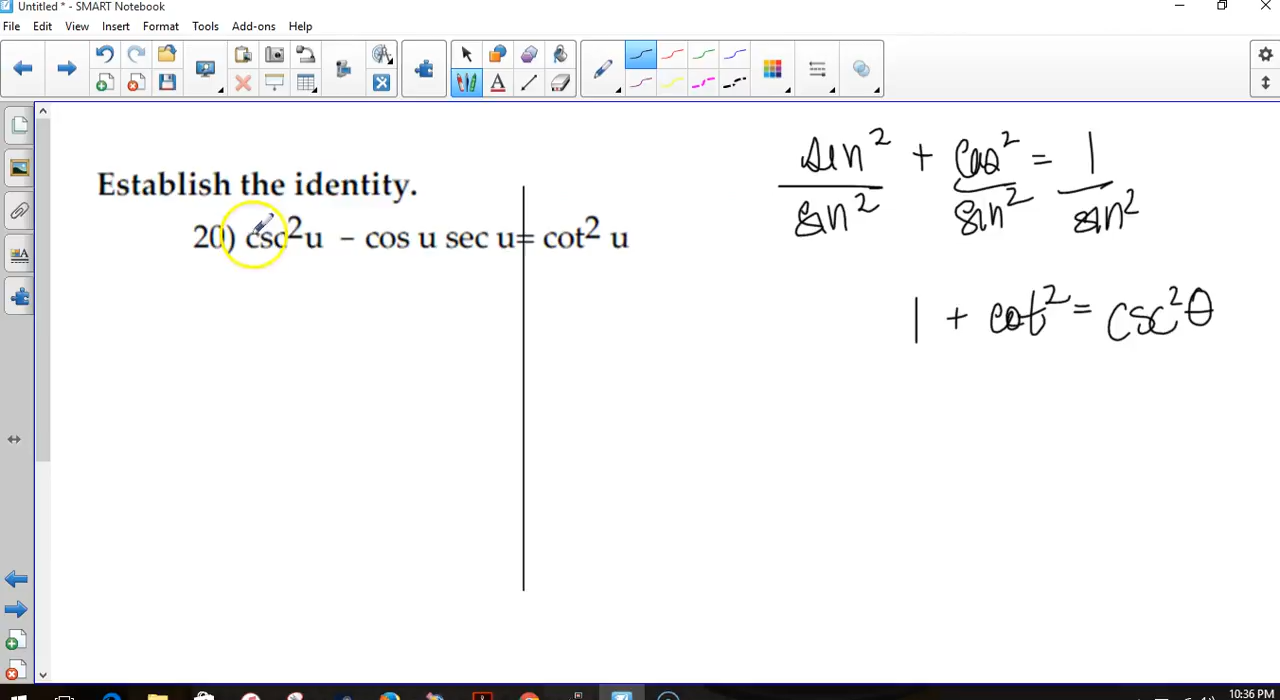 Untitled * - SMART Notebook
File Edit View Insert Format Tools Add-ons Help
Establish the identity.
20) csc²u - cos u sec u= cot² u
sin² + cos² = 1
sin² sin² sin²
1 + cot² = csc²θ
10:36 PM